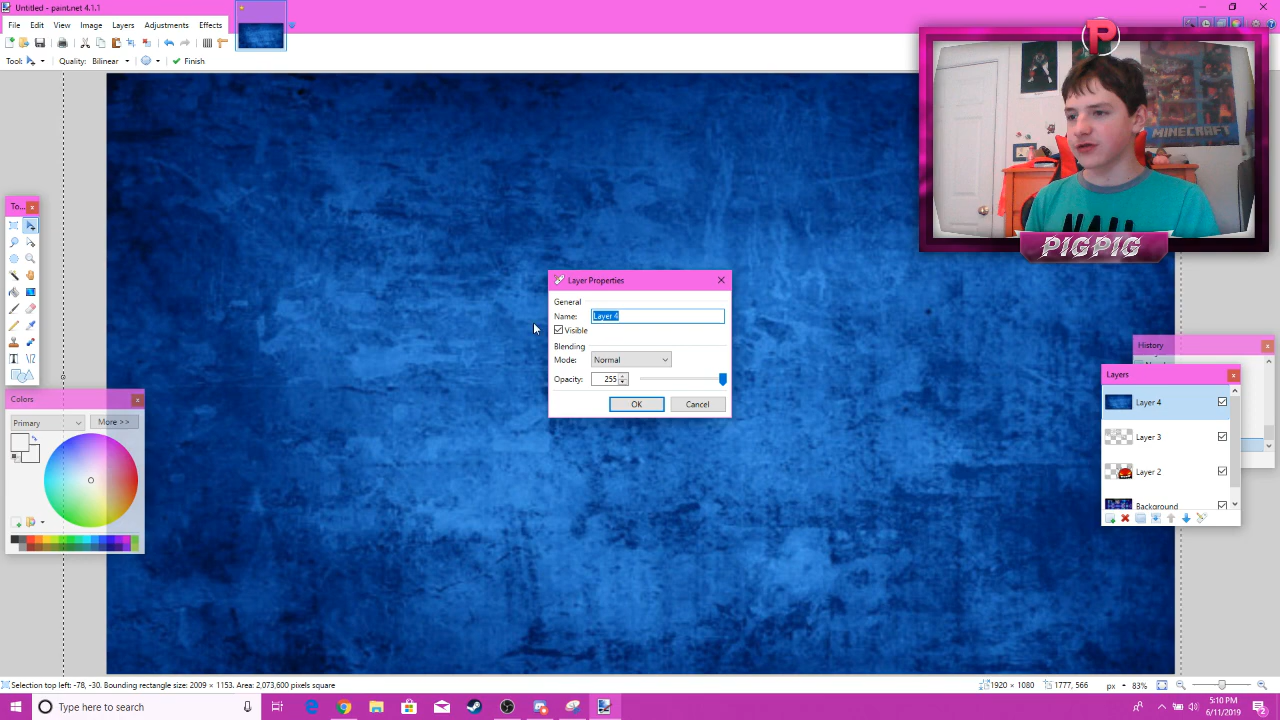 Untitled - paint.net 4.1.1
File Edit View Image Layers Adjustments Effects
Tool: Quality: Bilinear Finish
P
MINECRAFT
NAH
PIGPIG
To...
Layer Properties
General
Name: Layer 4
Visible
Blending
Mode: Normal
Opacity: 255
OK Cancel
History
Layers
Layer 4
Layer 3
Layer 2
Background
Colors
Primary More >>
Selection top left: -78, -30. Bounding rectangle size: 2009 × 1153. Area: 2,073,600 pixels square
1920 × 1080 1777, 566 px 83%
Type here to search
5:10 PM
6/11/2019
2